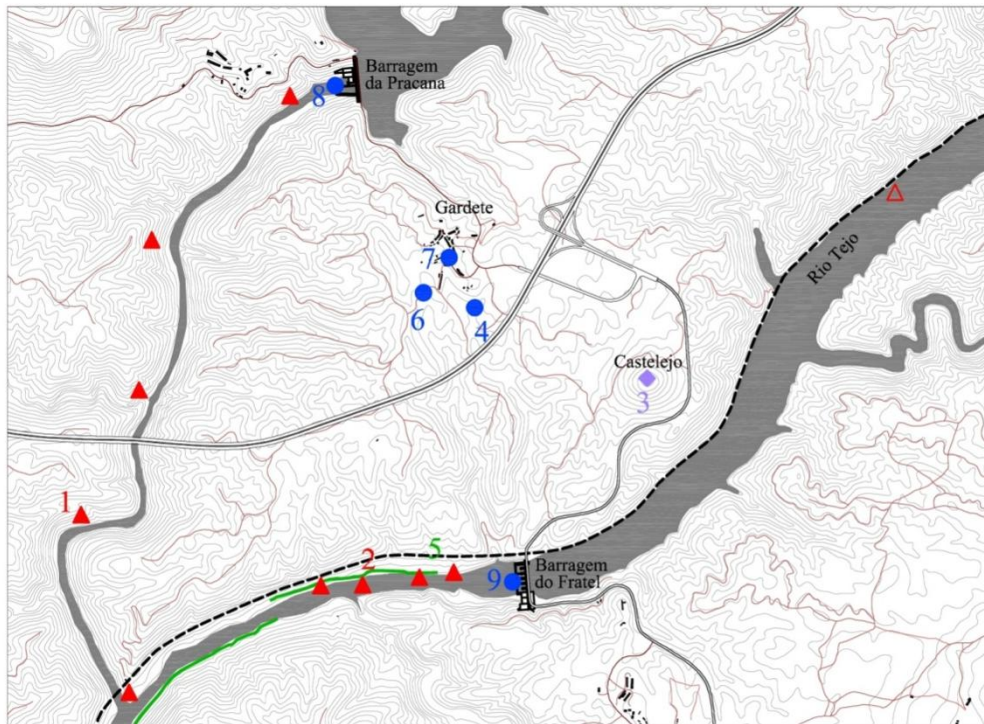 Barragem
da Pracana
8
Gardete
7
6
4
Rio Tejo
Castelejo
3
1
2
5
Barragem
do Fratel
9